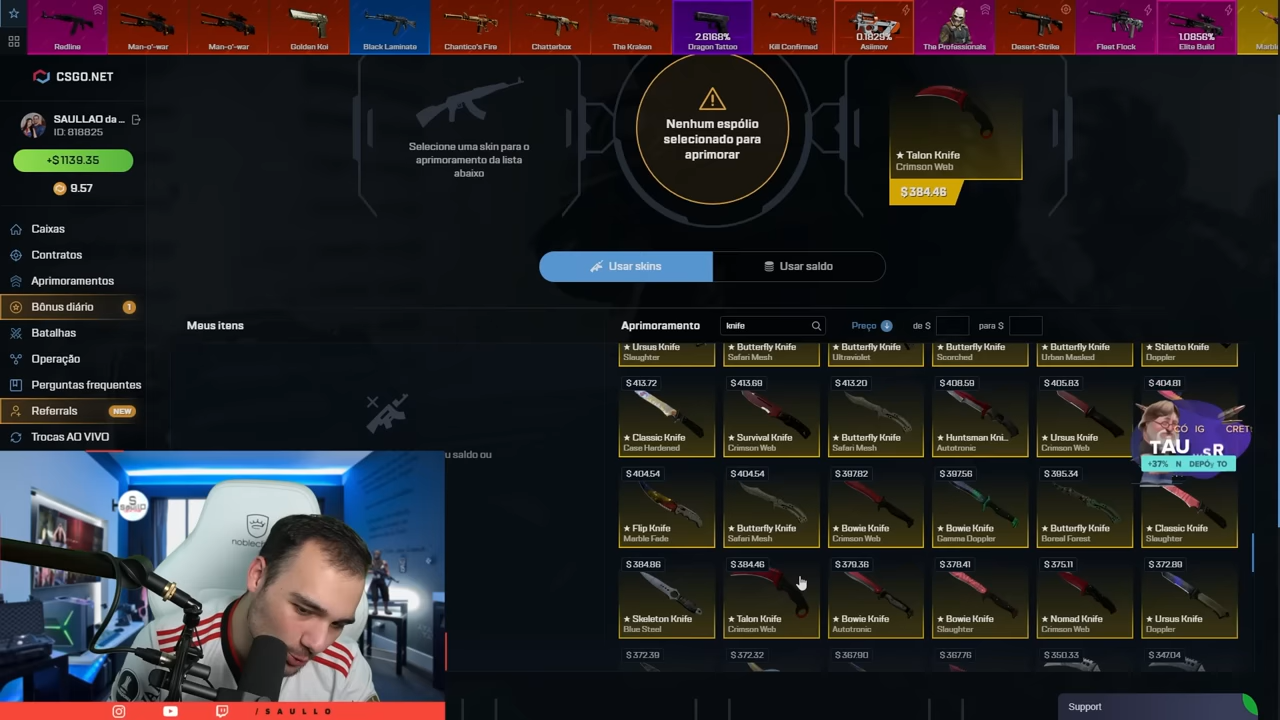 Redline
Man-o'-war
Man-o'-war
Golden Koi
Black Laminate
Chantico's Fire
Chatterbox
The Kraken
2.6168%
Dragon Tattoo
Kill Confirmed
0.1829%
Asiimov
The Professionals
Desert-Strike
Fleet Flock
1.0856%
Elite Build
CSGO.NET
SAULLAO da ...
ID: 618825
+$1139.35
9.57
Caixas
Contratos
Aprimoramentos
Bônus diário
1
Batalhas
Operação
Perguntas frequentes
Referrals
NEW
Trocas AO VIVO
Selecione uma skin para o
aprimoramento da lista
abaixo
Nenhum espólio
selecionado para
aprimorar
★ Talon Knife
Crimson Web
$ 384.46
Usar skins
Usar saldo
Meus itens
Aprimoramento
knife
Preço
de $
para $
★ Ursus Knife
Slaughter
★ Butterfly Knife
Safari Mesh
★ Butterfly Knife
Ultraviolet
★ Butterfly Knife
Scorched
★ Butterfly Knife
Urban Masked
★ Stiletto Knife
Doppler
$ 413.72
★ Classic Knife
Case Hardened
$ 413.69
★ Survival Knife
Crimson Web
$ 413.20
★ Butterfly Knife
Safari Mesh
$ 408.59
★ Huntsman Kni...
Autotronic
$ 405.83
★ Ursus Knife
Crimson Web
$ 404.81
$ 404.54
★ Flip Knife
Marble Fade
$ 404.54
★ Butterfly Knife
Safari Mesh
$ 397.82
★ Bowie Knife
Crimson Web
$ 397.56
★ Bowie Knife
Gamma Doppler
$ 395.34
★ Butterfly Knife
Boreal Forest
★ Classic Knife
Slaughter
$ 384.86
★ Skeleton Knife
Blue Steel
$ 384.46
★ Talon Knife
Crimson Web
$ 379.36
★ Bowie Knife
Autotronic
$ 378.41
★ Bowie Knife
Slaughter
$ 375.11
★ Nomad Knife
Crimson Web
$ 372.89
★ Ursus Knife
Doppler
$ 372.39
$ 372.32
$ 367.90
$ 367.76
$ 350.33
$ 347.04
u saldo ou
+37%
/SAULLO
Support